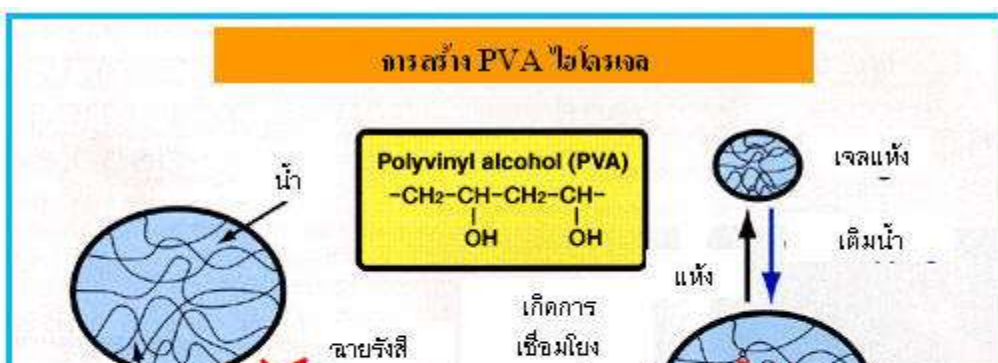 การสร้าง PVA ไฮโดรเจล
น้ำ
Polyvinyl alcohol (PVA)
-CH2-CH-CH2-CH-
OH OH
เจลแห้ง
เติมน้ำ
แห้ง
เกิดการ
เชื่อมโยง
ฉายรังสี